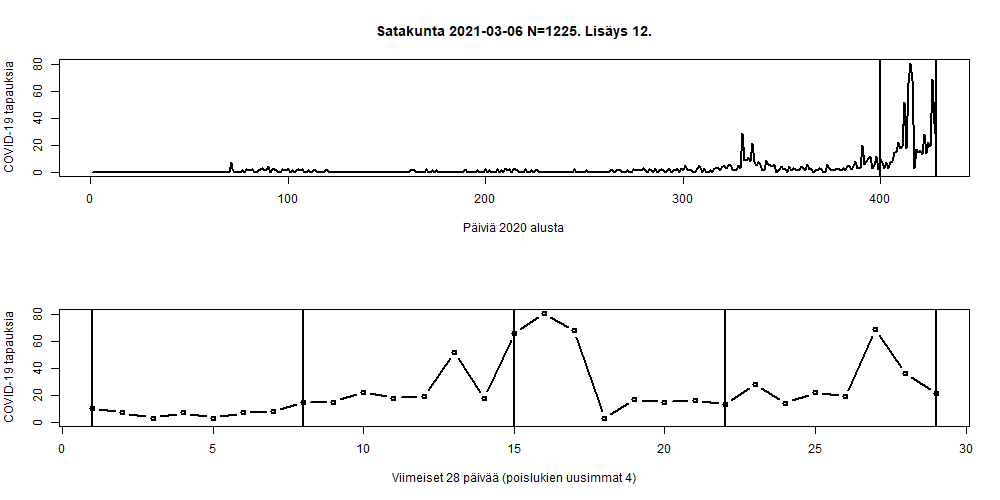 Satakunta 2021-03-06 N=1225. Lisäys 12.
COVID-19 tapauksia
80
60
40
20
0
0 100 200 300 400
Päiviä 2020 alusta
COVID-19 tapauksia
80
60
40
20
0
0 5 10 15 20 25 30
Viimeiset 28 päivää (poislukien uusimmat 4)